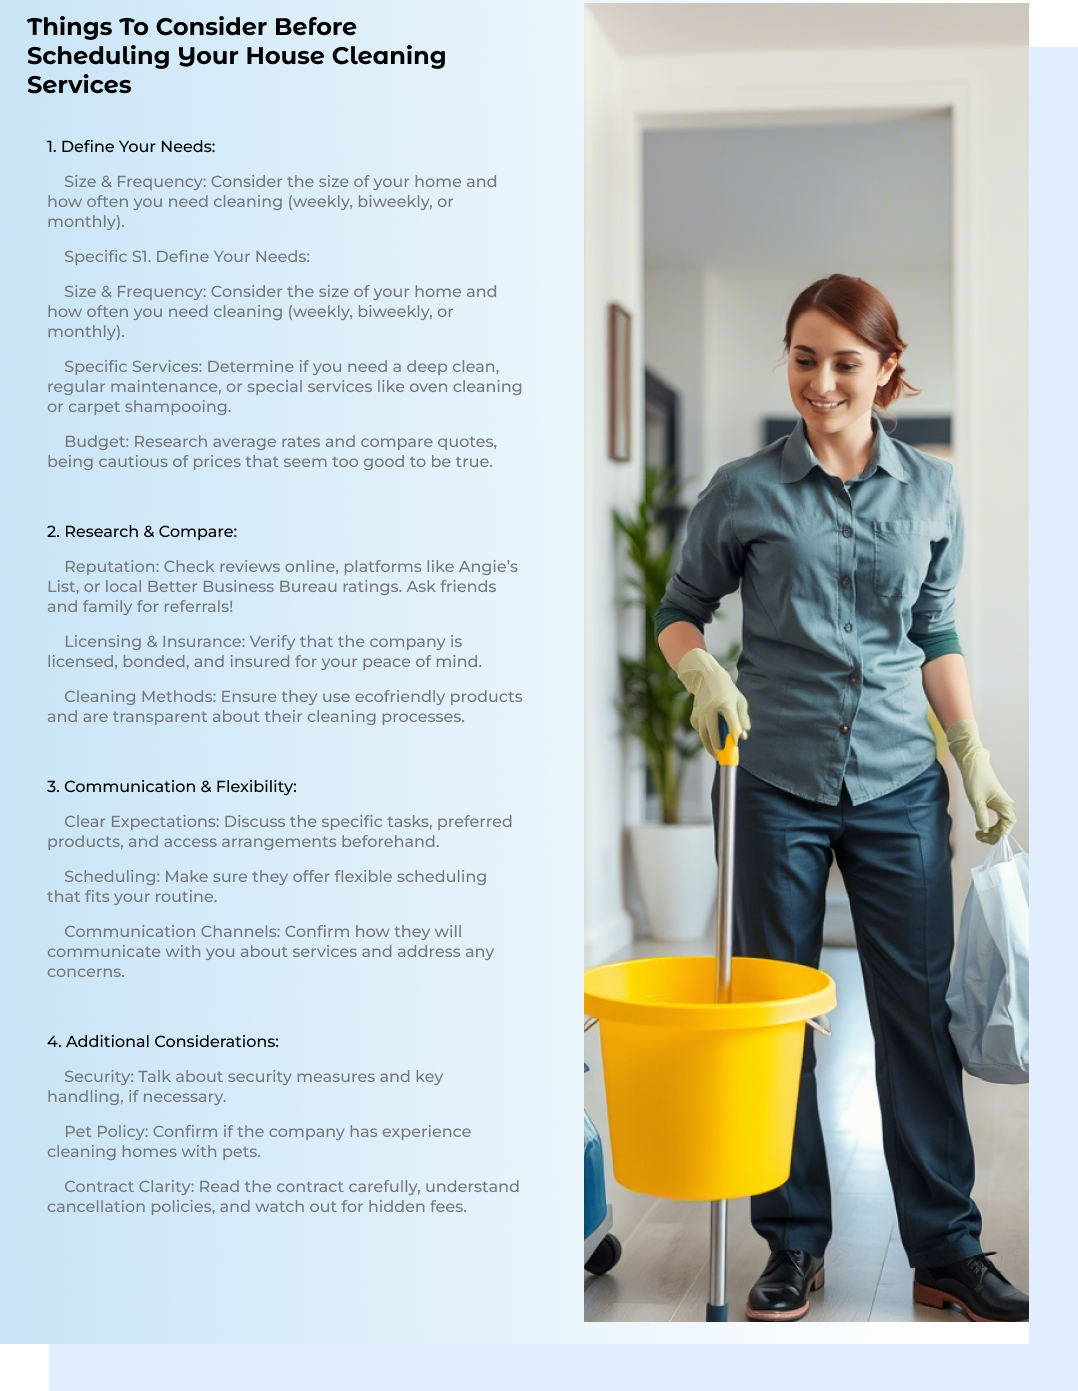 Things To Consider Before
Scheduling Your House Cleaning
Services
1. Define Your Needs:
Size & Frequency: Consider the size of your home and
how often you need cleaning (weekly, biweekly, or
monthly).
Specific S1. Define Your Needs:
Size & Frequency: Consider the size of your home and
how often you need cleaning (weekly, biweekly, or
monthly).
Specific Services: Determine if you need a deep clean,
regular maintenance, or special services like oven cleaning
or carpet shampooing.
Budget: Research average rates and compare quotes,
being cautious of prices that seem too good to be true.
2. Research & Compare:
Reputation: Check reviews online, platforms like Angie’s
List, or local Better Business Bureau ratings. Ask friends
and family for referrals!
Licensing & Insurance: Verify that the company is
licensed, bonded, and insured for your peace of mind.
Cleaning Methods: Ensure they use ecofriendly products
and are transparent about their cleaning processes.
3. Communication & Flexibility:
Clear Expectations: Discuss the specific tasks, preferred
products, and access arrangements beforehand.
Scheduling: Make sure they offer flexible scheduling
that fits your routine.
Communication Channels: Confirm how they will
communicate with you about services and address any
concerns.
4. Additional Considerations:
Security: Talk about security measures and key
handling, if necessary.
Pet Policy: Confirm if the company has experience
cleaning homes with pets.
Contract Clarity: Read the contract carefully, understand
cancellation policies, and watch out for hidden fees.